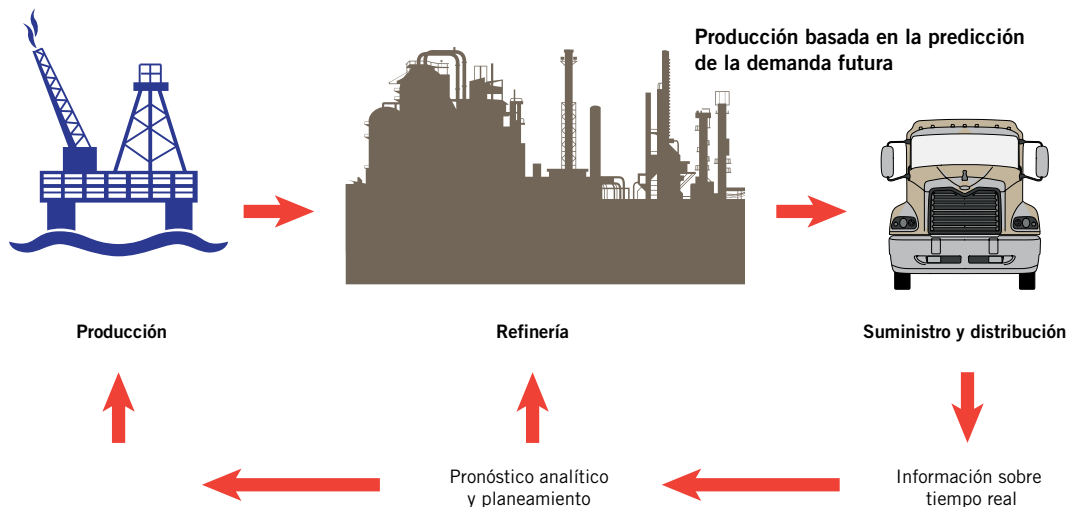 Producción basada en la predicción
de la demanda futura
Producción
Refinería
Suministro y distribución
Pronóstico analítico
y planeamiento
Información sobre
tiempo real